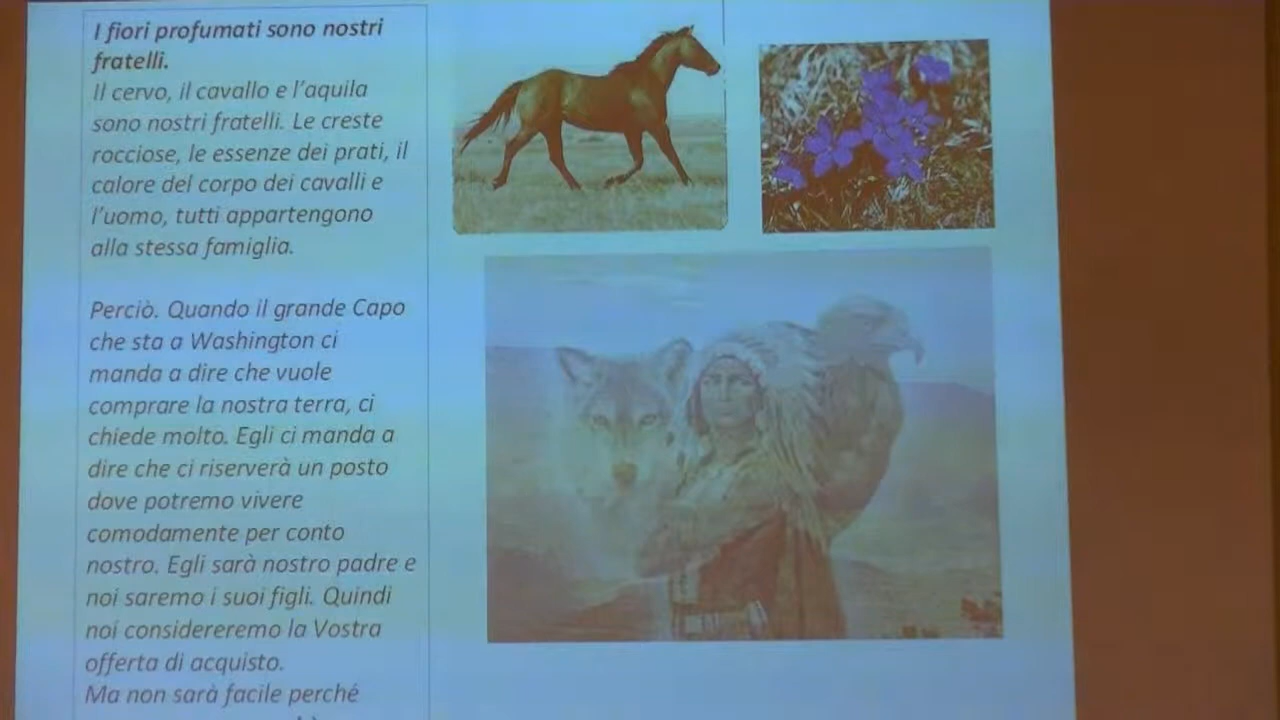 I fiori profumati sono nostri
fratelli.
Il cervo, il cavallo e l'aquila
sono nostri fratelli. Le creste
rocciose, le essenze dei prati, il
calore del corpo dei cavalli e
l'uomo, tutti appartengono
alla stessa famiglia.
Perciò. Quando il grande Capo
che sta a Washington ci
manda a dire che vuole
comprare la nostra terra, ci
chiede molto. Egli ci manda a
dire che ci riserverà un posto
dove potremo vivere
comodamente per conto
nostro. Egli sarà nostro padre e
noi saremo i suoi figli. Quindi
noi considereremo la Vostra
offerta di acquisto.
Ma non sarà facile perché